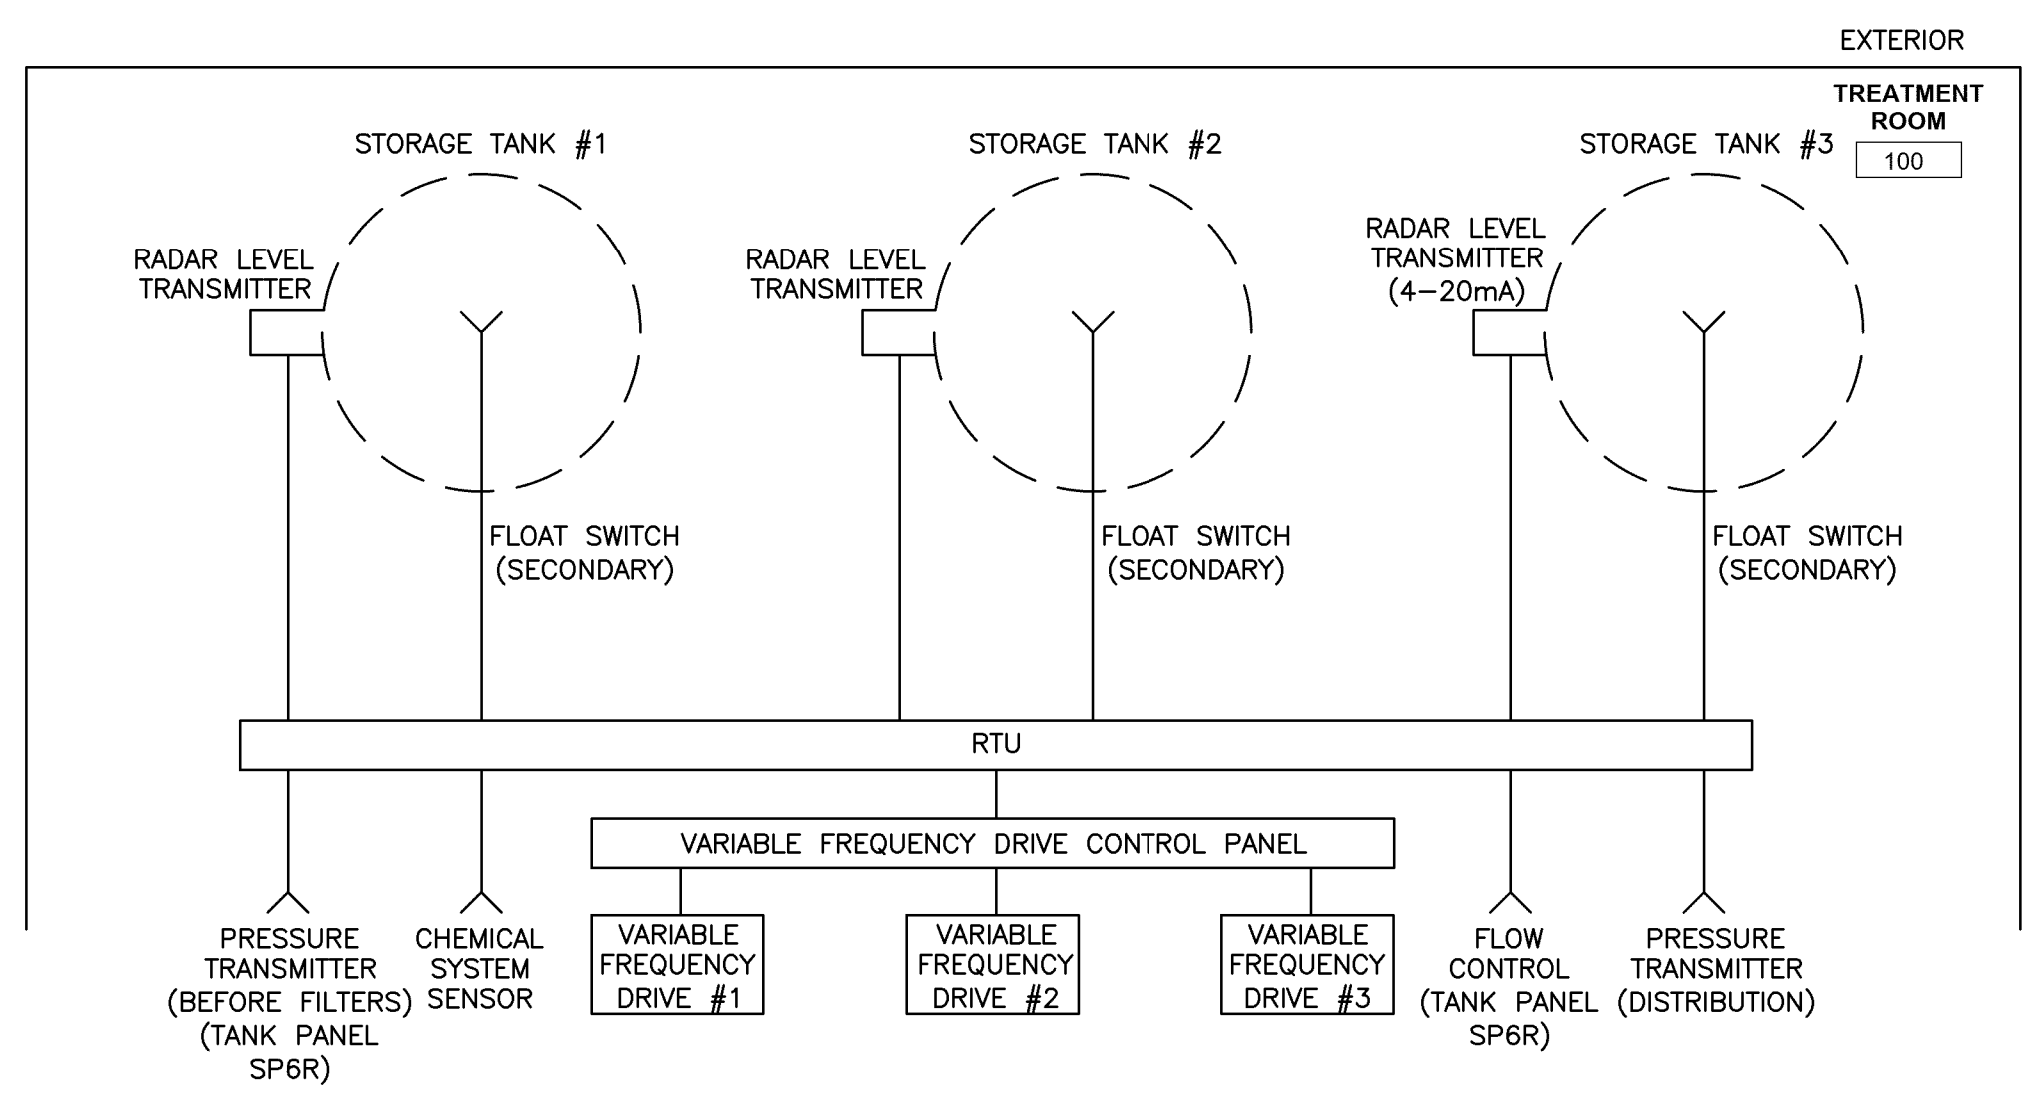 EXTERIOR
TREATMENT
ROOM
100
STORAGE TANK #1
STORAGE TANK #2
STORAGE TANK #3
RADAR LEVEL
TRANSMITTER
RADAR LEVEL
TRANSMITTER
RADAR LEVEL
TRANSMITTER
(4-20mA)
FLOAT SWITCH
(SECONDARY)
FLOAT SWITCH
(SECONDARY)
FLOAT SWITCH
(SECONDARY)
RTU
VARIABLE FREQUENCY DRIVE CONTROL PANEL
PRESSURE
TRANSMITTER
(BEFORE FILTERS)
(TANK PANEL
SP6R)
CHEMICAL
SYSTEM
SENSOR
VARIABLE
FREQUENCY
DRIVE #1
VARIABLE
FREQUENCY
DRIVE #2
VARIABLE
FREQUENCY
DRIVE #3
FLOW
CONTROL
(TANK PANEL
SP6R)
PRESSURE
TRANSMITTER
(DISTRIBUTION)